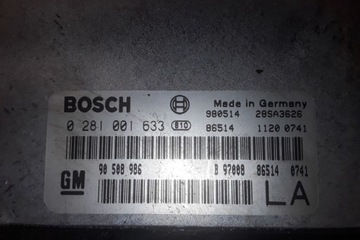 BOSCH Made in Germany
980514 28SA3626
0 281 001 633 B10 86514 1120 0741
90 508 986 B 97008 86514 0741
GM LA